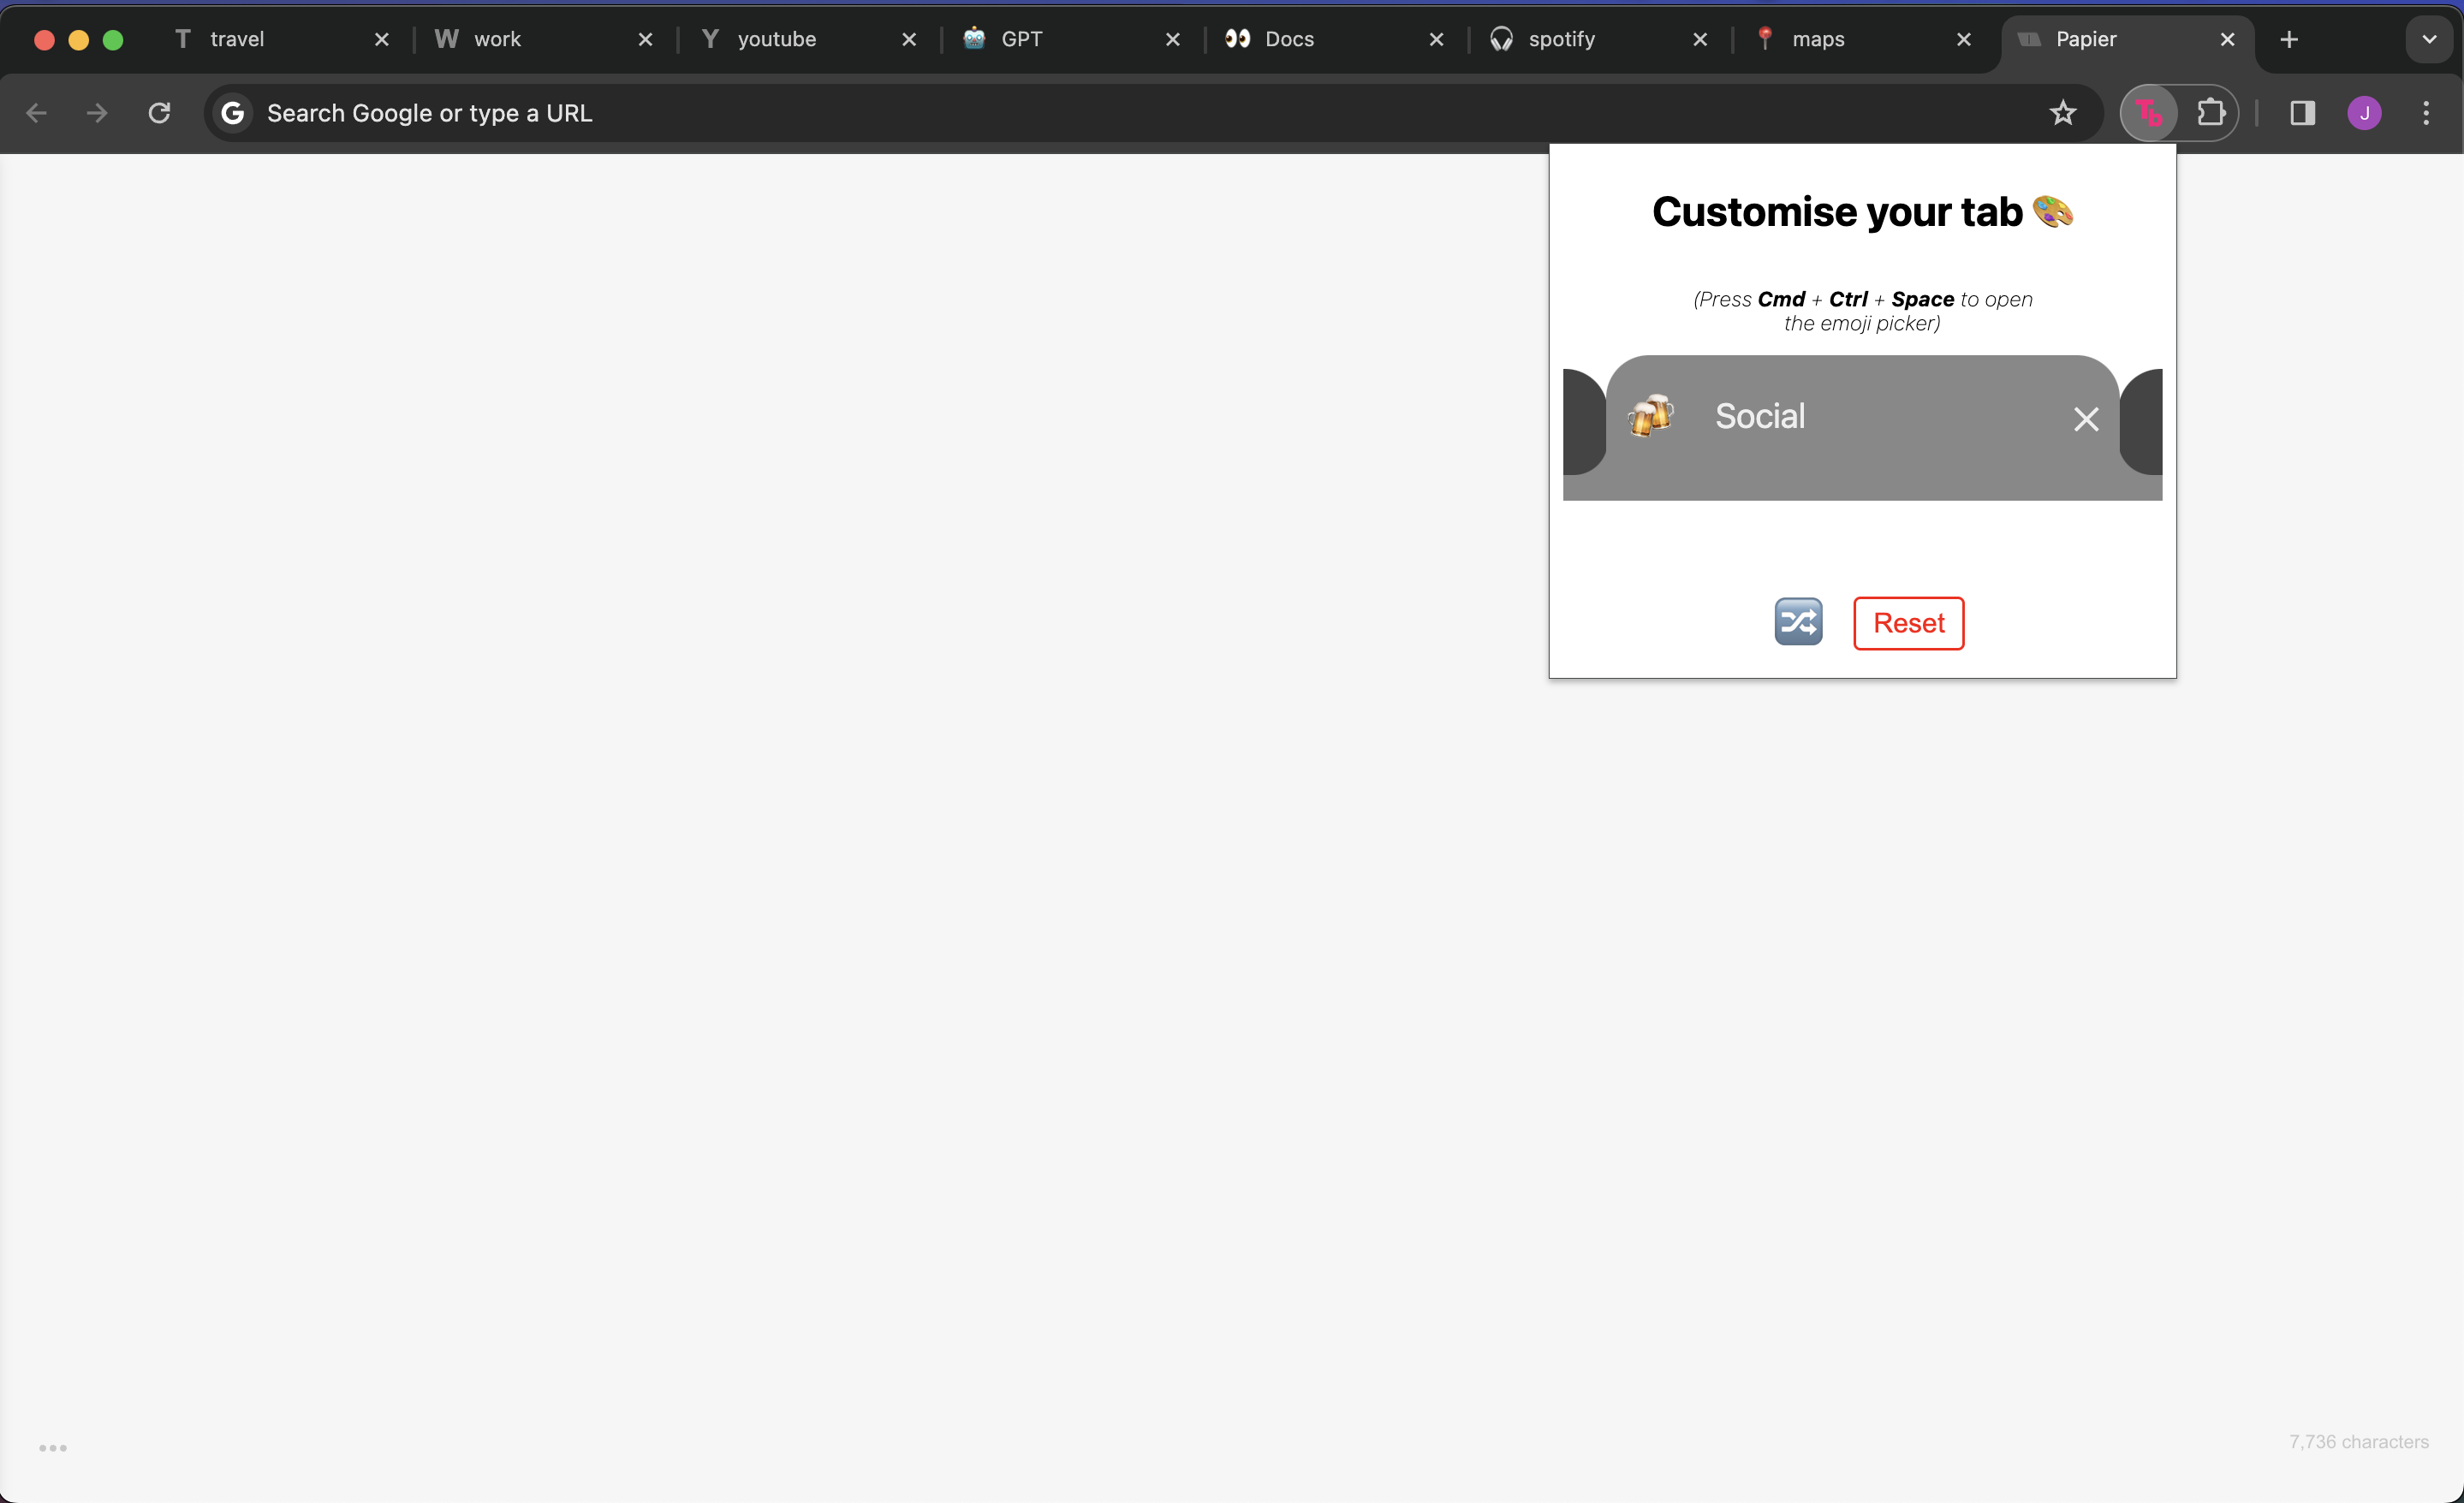 T travel W work Y youtube GPT Docs spotify maps Papier
Search Google or type a URL
Tb
J
Customise your tab
(Press Cmd + Ctrl + Space to open
the emoji picker)
Social
Reset
7,736 characters